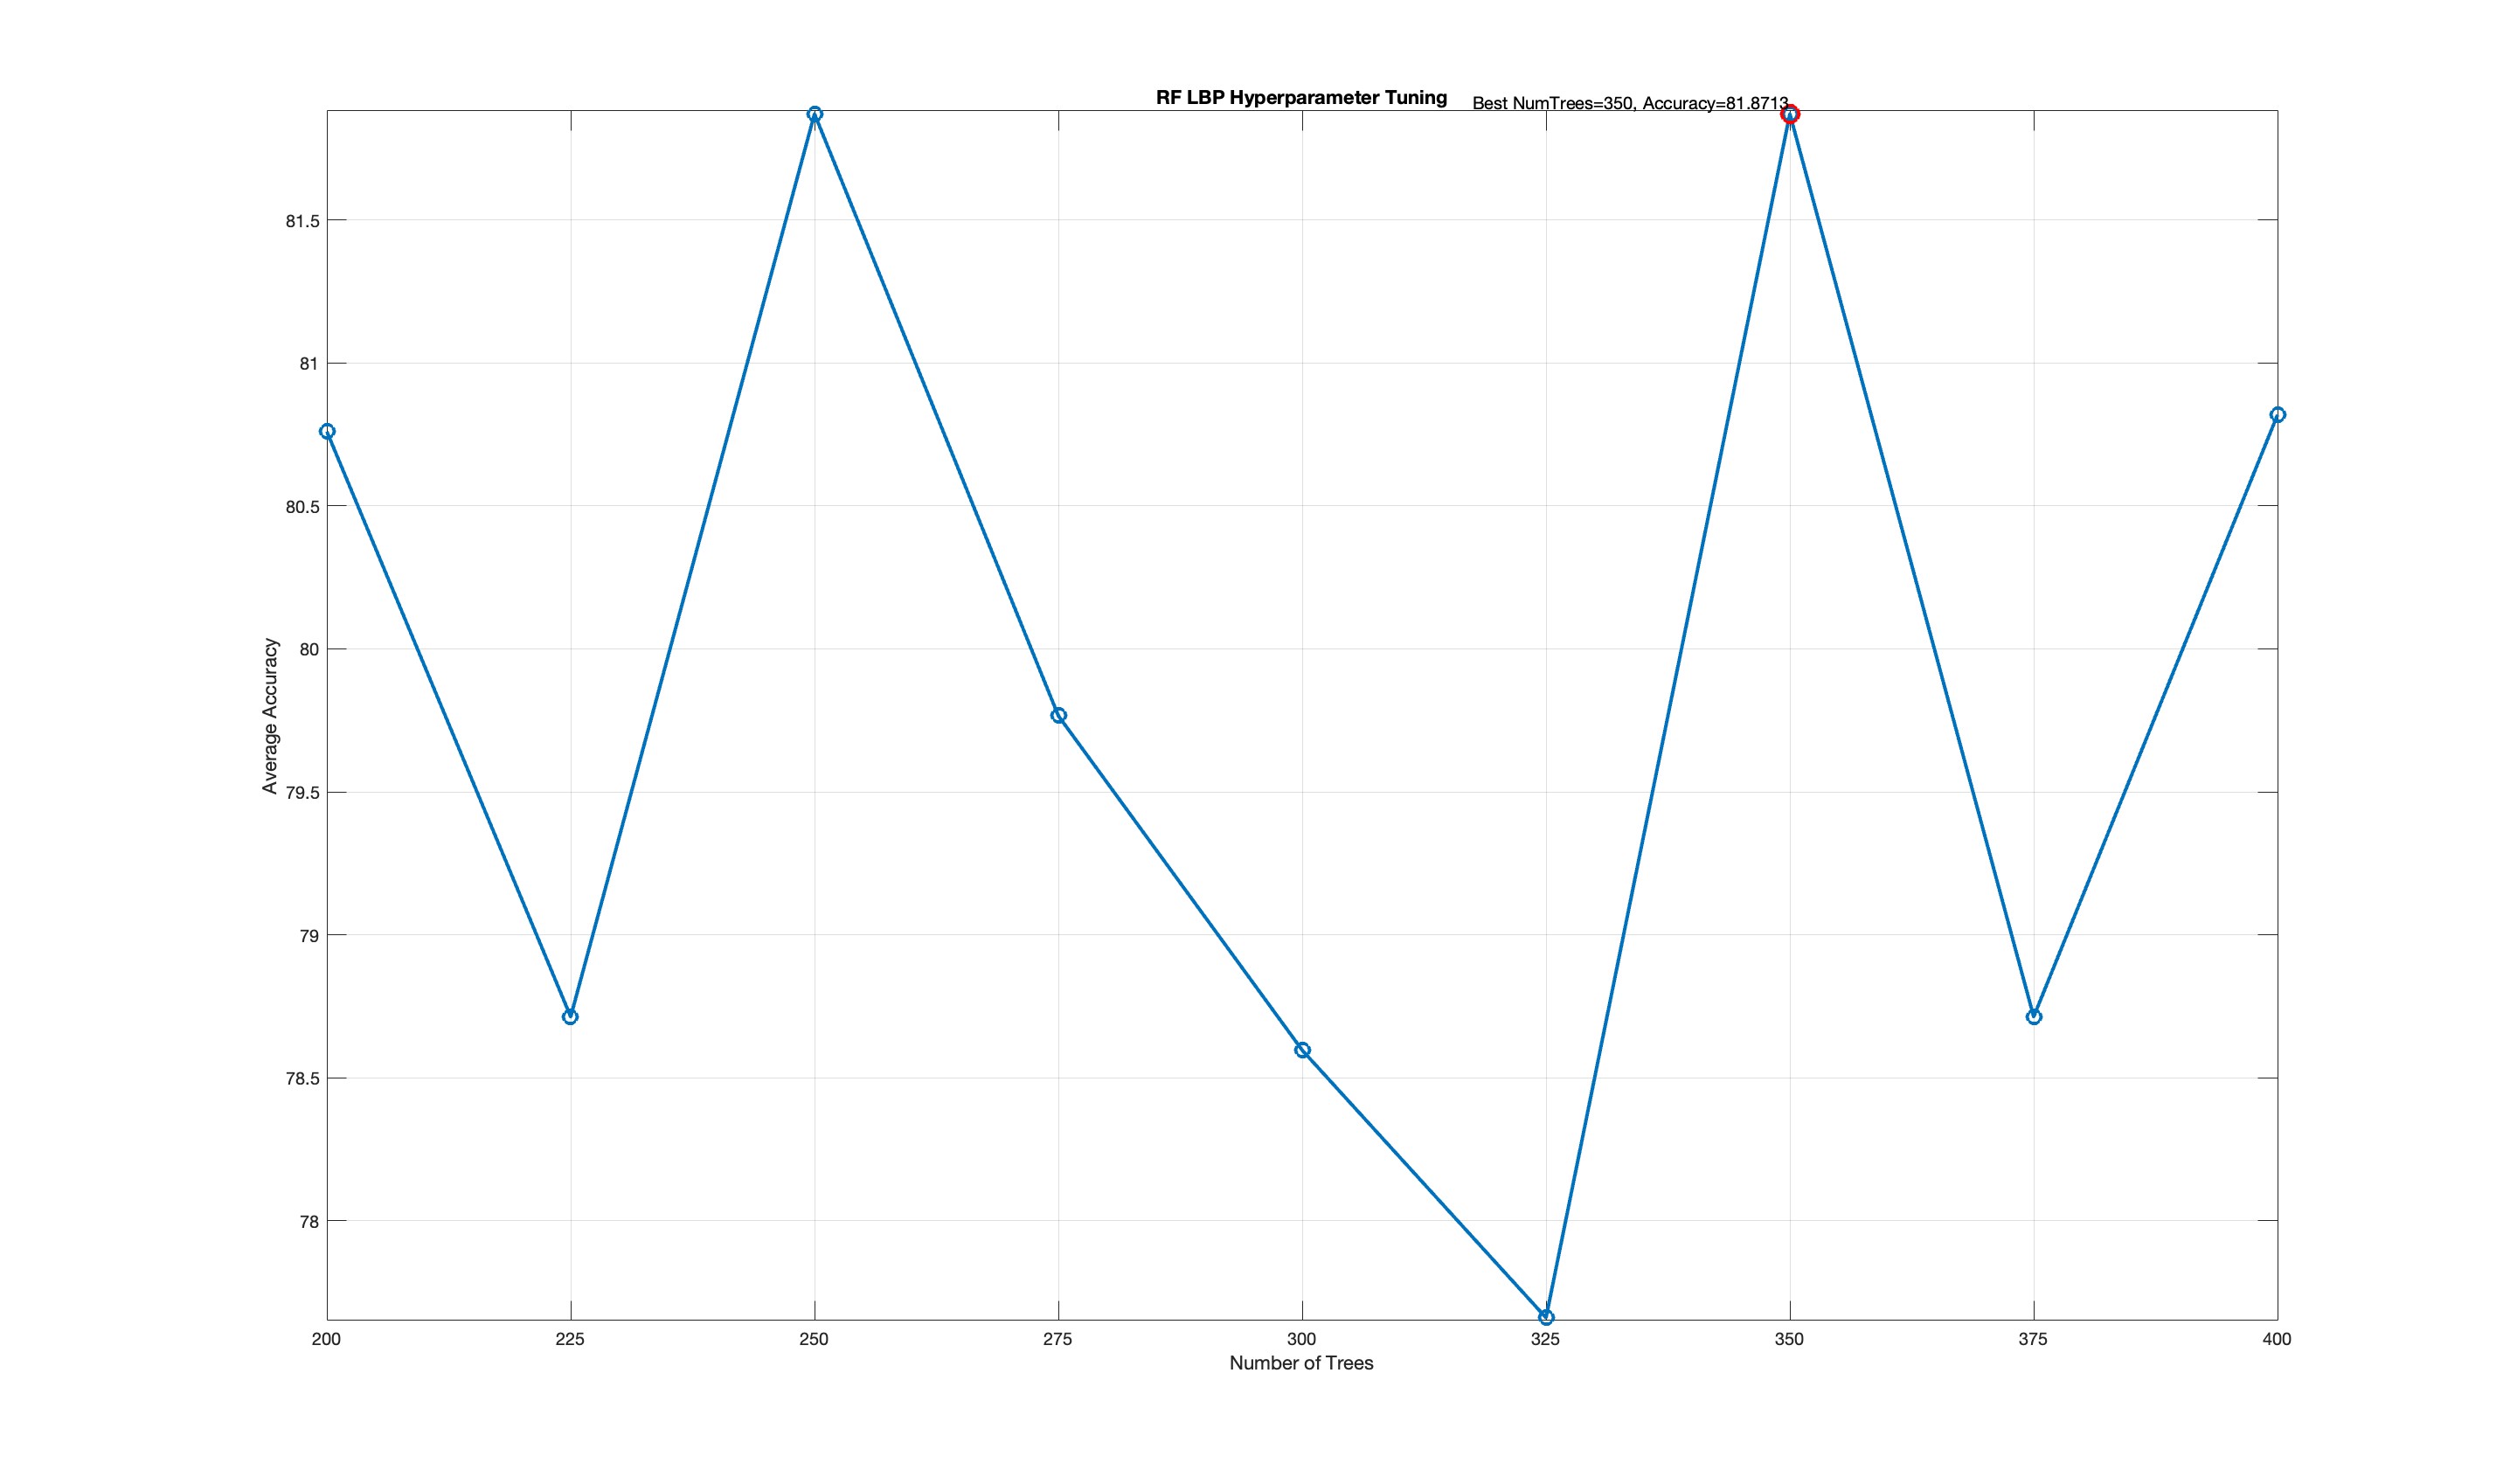 RF LBP Hyperparameter Tuning
Best NumTrees=350, Accuracy=81.8713
81.5
81
80.5
80
79.5
79
78.5
78
Average Accuracy
200 225 250 275 300 325 350 375 400
Number of Trees